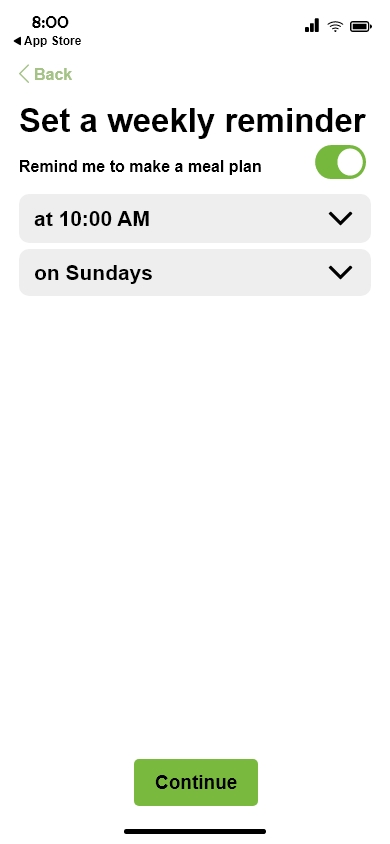 8:00
App Store
Back
Set a weekly reminder
Remind me to make a meal plan
at 10:00 AM
on Sundays
Continue